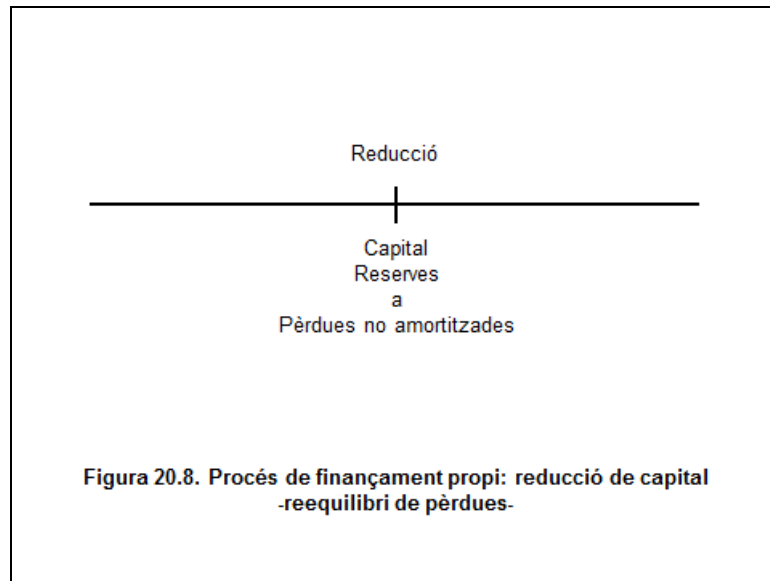 Reducció
Capital
Reserves
a
Pèrdues no amortitzades
Figura 20.8. Procés de finançament propi: reducció de capital
-reequilibri de pèrdues-